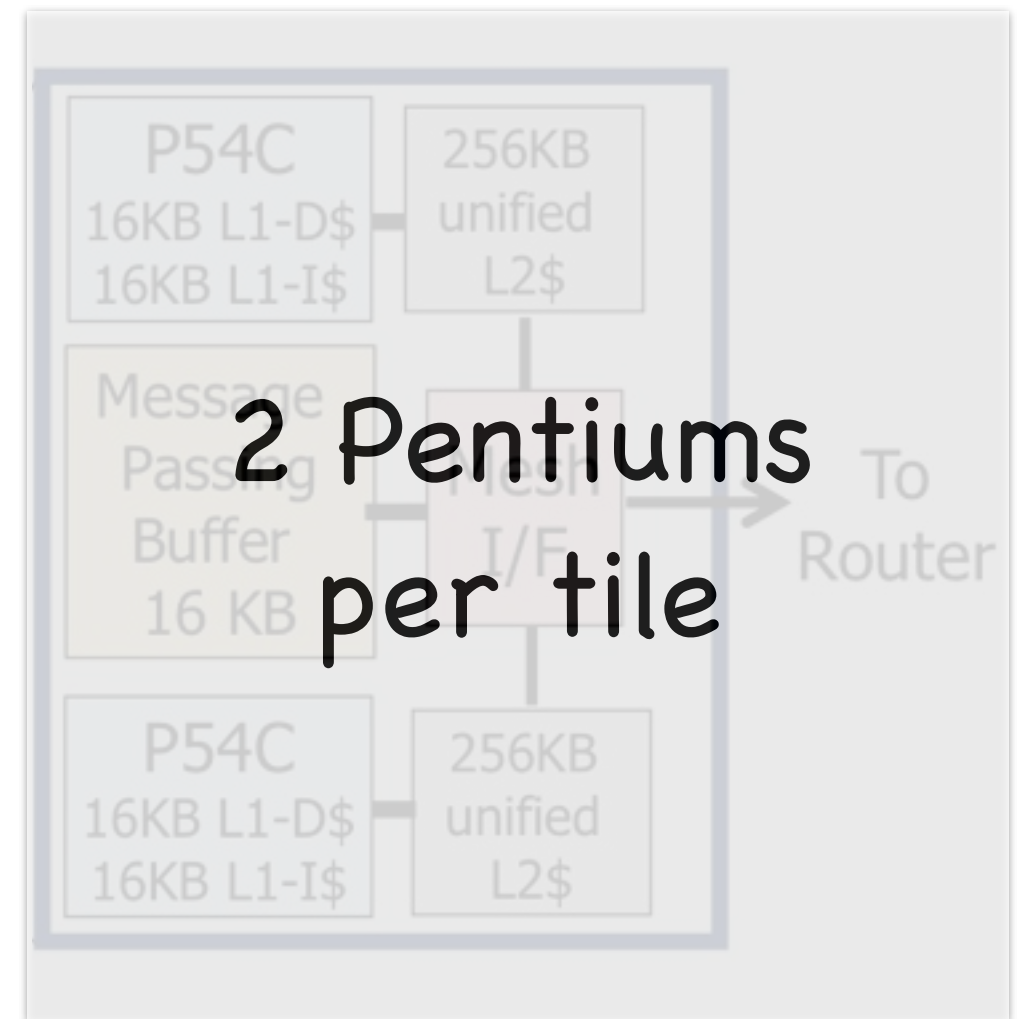 P54C
16KB L1-D$
16KB L1-I$
256KB
unified
L2$
Message
Passing
Buffer
16 KB
Mesh
I/F
To
Router
2 Pentiums
per tile
P54C
16KB L1-D$
16KB L1-I$
256KB
unified
L2$